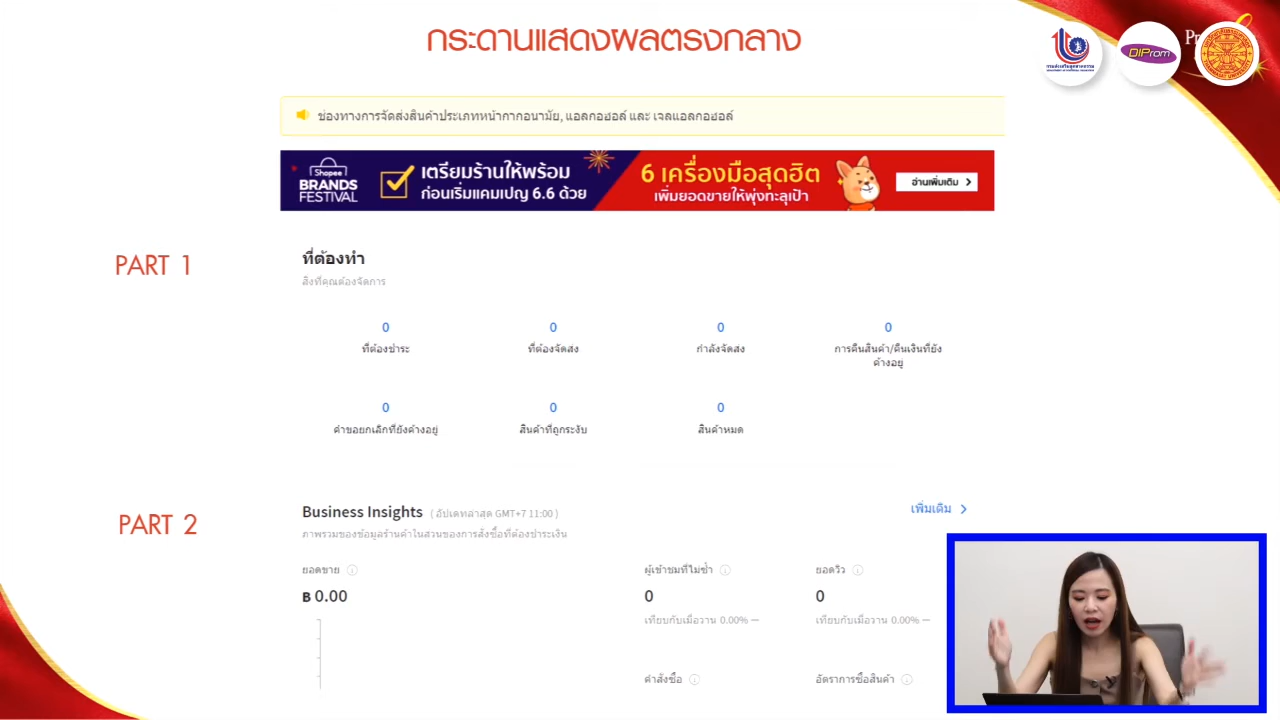 กระดานแสดงผลตรงกลาง
DIProm
ช่องทางการจัดส่งสินค้าประเภทหน้ากากอนามัย, แอลกอฮอล์ และ เจลแอลกอฮอล์
Shopee
BRANDS
FESTIVAL
เตรียมร้านให้พร้อม
ก่อนเริ่มแคมเปญ 6.6 ด้วย
6 เครื่องมือสุดฮิต
เพิ่มยอดขายให้พุ่งทะลุเป้า
อ่านเพิ่มเติม
PART 1
ที่ต้องทำ
สิ่งที่คุณต้องจัดการ
0 0 0 0
ที่ต้องชำระ ที่ต้องจัดส่ง กำลังจัดส่ง การคืนสินค้า/คืนเงินที่ยัง
ค้างอยู่
0 0 0
คำขอยกเลิกที่ยังค้างอยู่ สินค้าที่ถูกระงับ สินค้าหมด
PART 2
Business Insights ( อัปเดทล่าสุด GMT+7 11:00 ) เพิ่มเติม
ภาพรวมของข้อมูลร้านค้าในส่วนของการสั่งซื้อที่ต้องชำระเงิน
ยอดขาย ผู้เข้าชมที่ไม่ซ้ำ ยอดวิว
฿ 0.00 0 0
เทียบกับเมื่อวาน 0.00% — เทียบกับเมื่อวาน 0.00% —
คำสั่งซื้อ อัตราการซื้อสินค้า